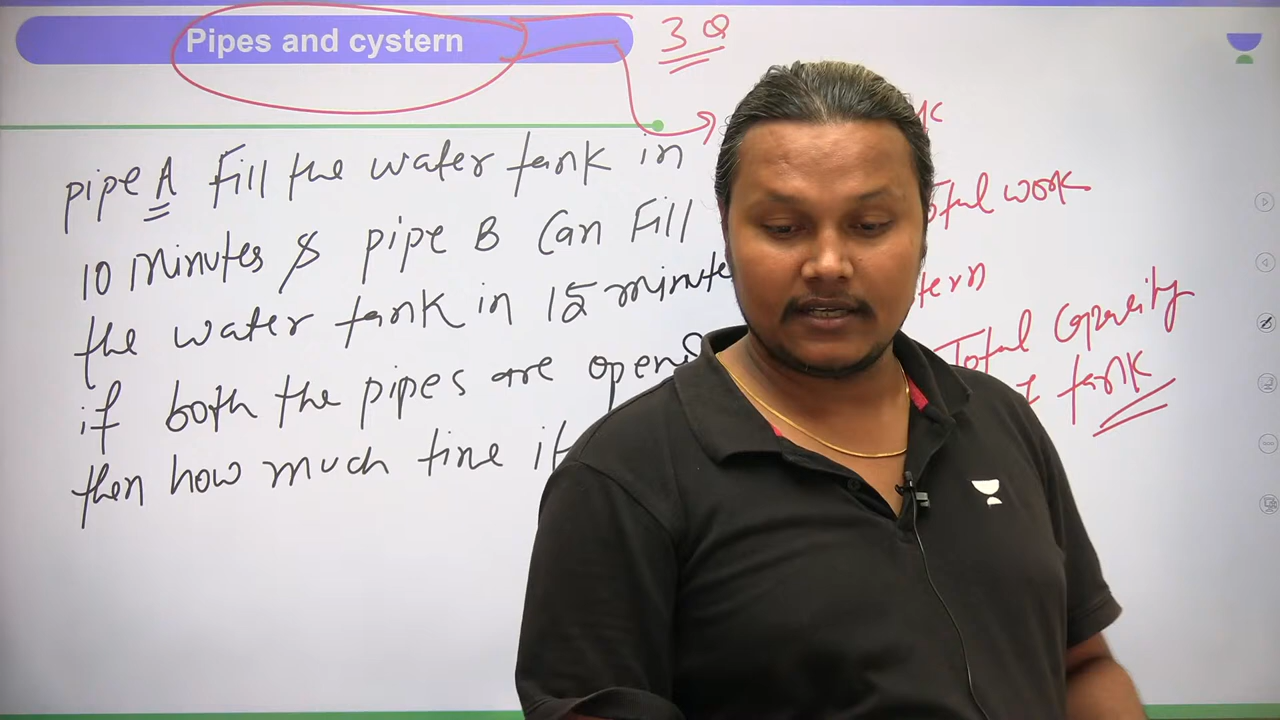 Pipes and cystern
3 Q
pipe A Fill the water tank in
10 Minutes & pipe B Can Fill
the water tank in 15 minute
if both the pipes are open
then how much time it
Total work
Total Capacity
tank